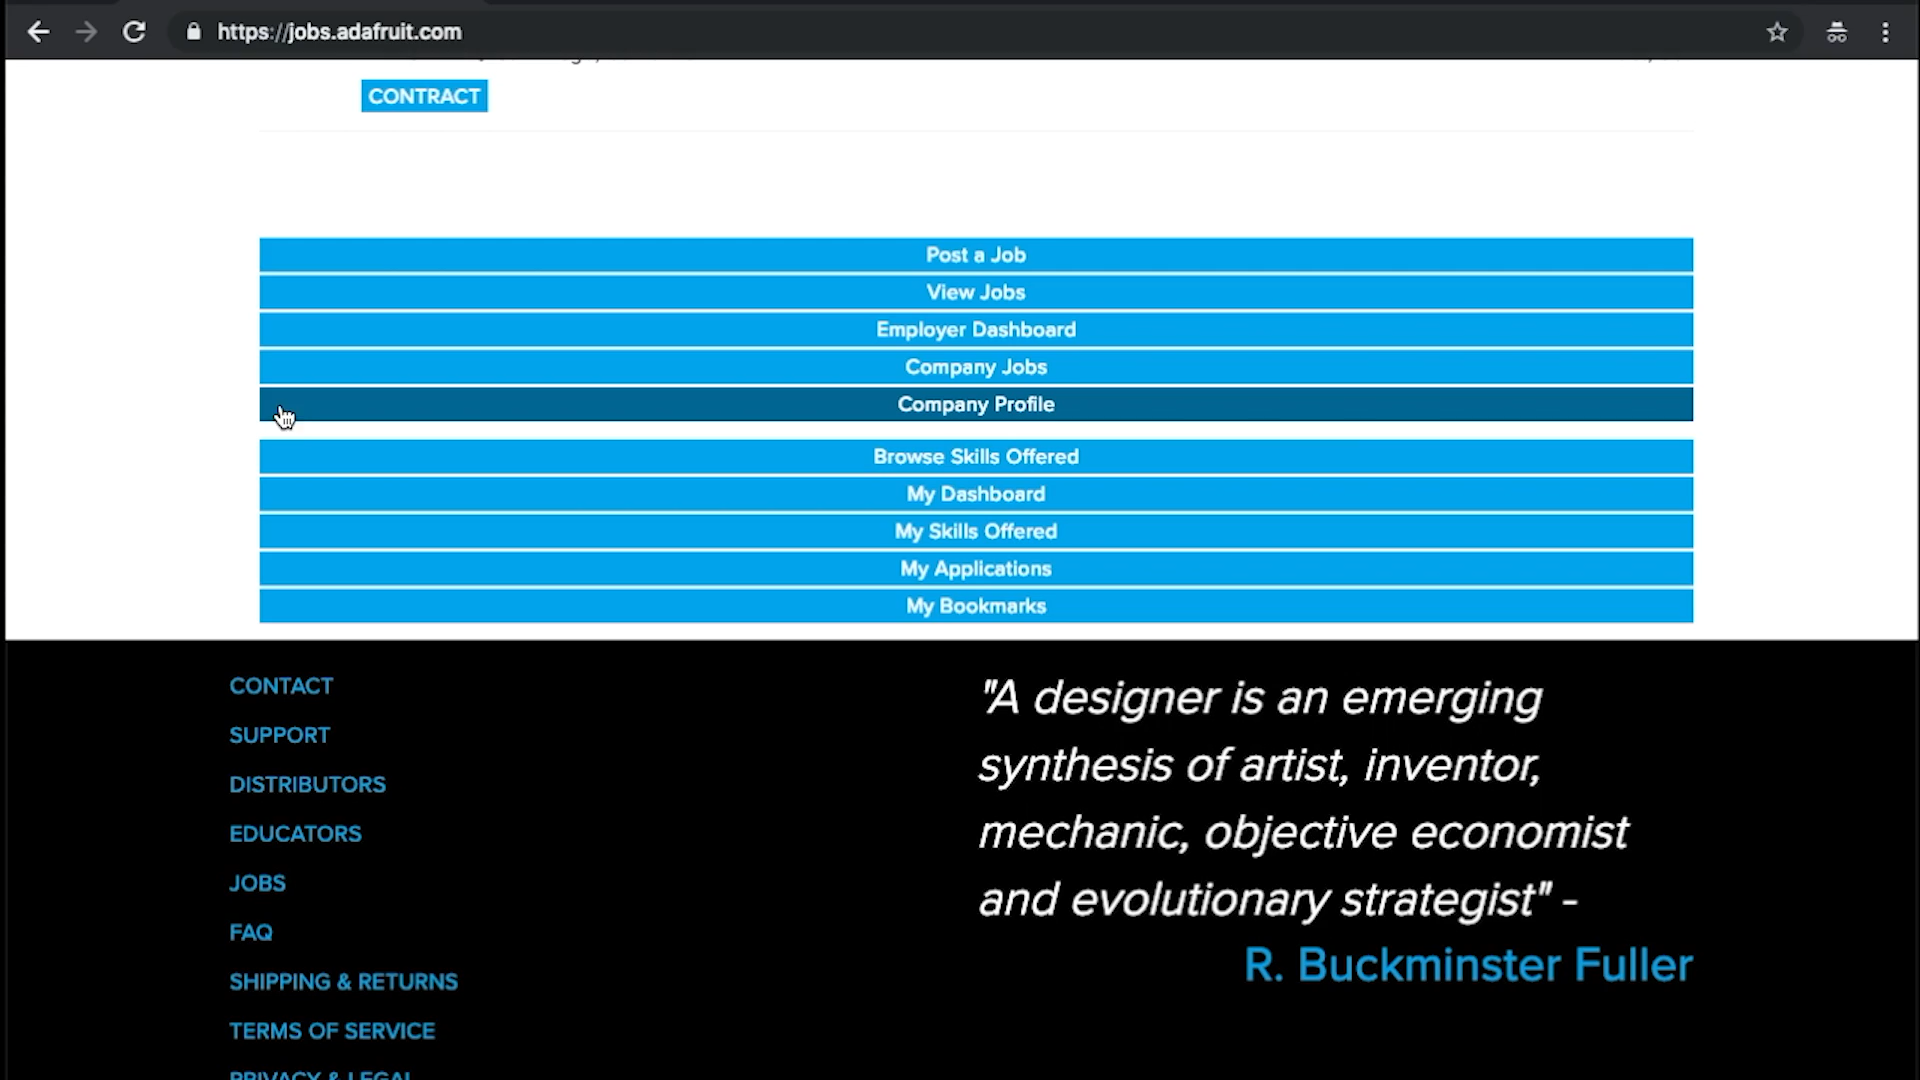 https://jobs.adafruit.com
CONTRACT
Post a Job
View Jobs
Employer Dashboard
Company Jobs
Company Profile
Browse Skills Offered
My Dashboard
My Skills Offered
My Applications
My Bookmarks
CONTACT
SUPPORT
DISTRIBUTORS
EDUCATORS
JOBS
FAQ
SHIPPING & RETURNS
TERMS OF SERVICE
PRIVACY & LEGAL
"A designer is an emerging
synthesis of artist, inventor,
mechanic, objective economist
and evolutionary strategist" -
R. Buckminster Fuller